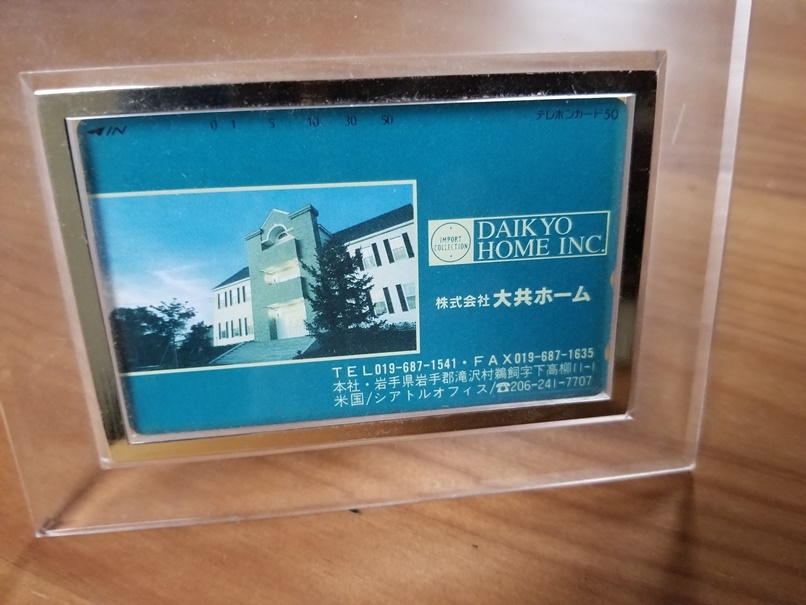 ◀IN
0 1 5 10 30 50
テレホンカード50
IMPORT
COLLECTION
DAIKYO
HOME INC.
株式会社 大共ホーム
TEL019-687-1541・FAX019-687-1635
本社・岩手県岩手郡滝沢村鵜飼字下高柳11-1
米国/シアトルオフィス/☎206-241-7707